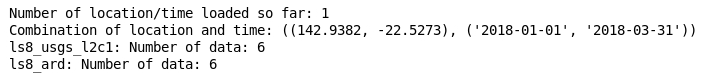 Number of location/time loaded so far: 1
Combination of location and time: ((142.9382, -22.5273), ('2018-01-01', '2018-03-31'))
ls8_usgs_l2c1: Number of data: 6
ls8_ard: Number of data: 6